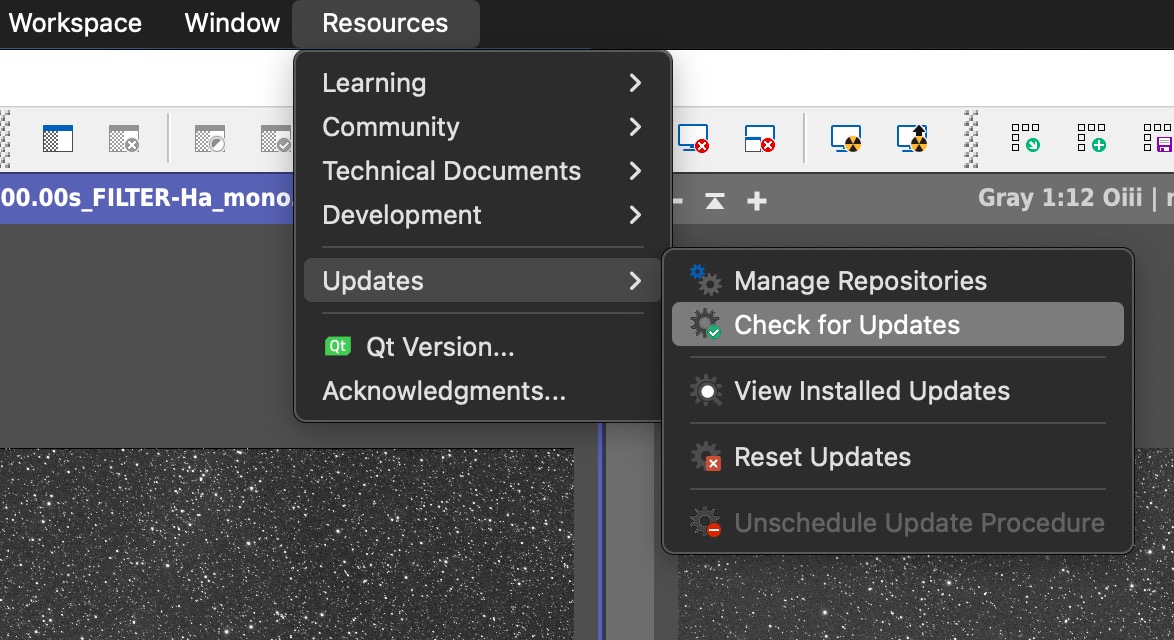 Workspace Window Resources
Learning
Community
Technical Documents
Development
00.00s_FILTER-Ha_mono.
Gray 1:12 Oiii |
Updates
Manage Repositories
Check for Updates
Qt Qt Version...
View Installed Updates
Acknowledgments...
Reset Updates
Unschedule Update Procedure